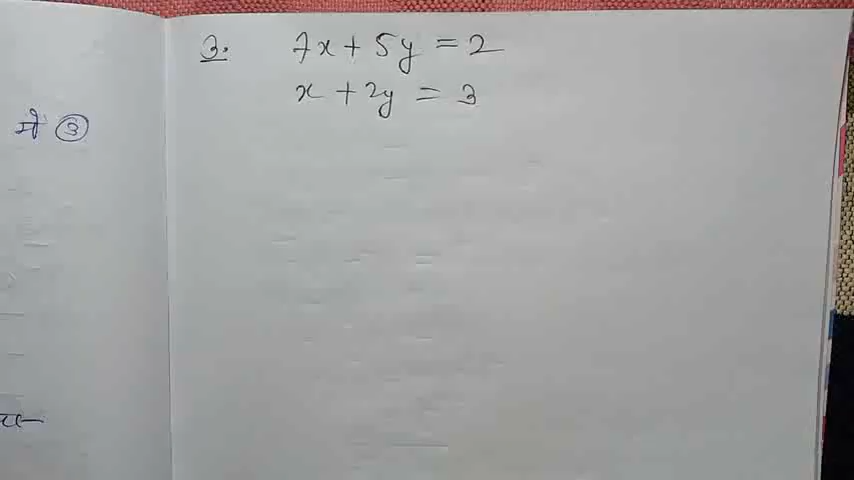 में ③
3. 7x + 5y = 2
x + 2y = 3